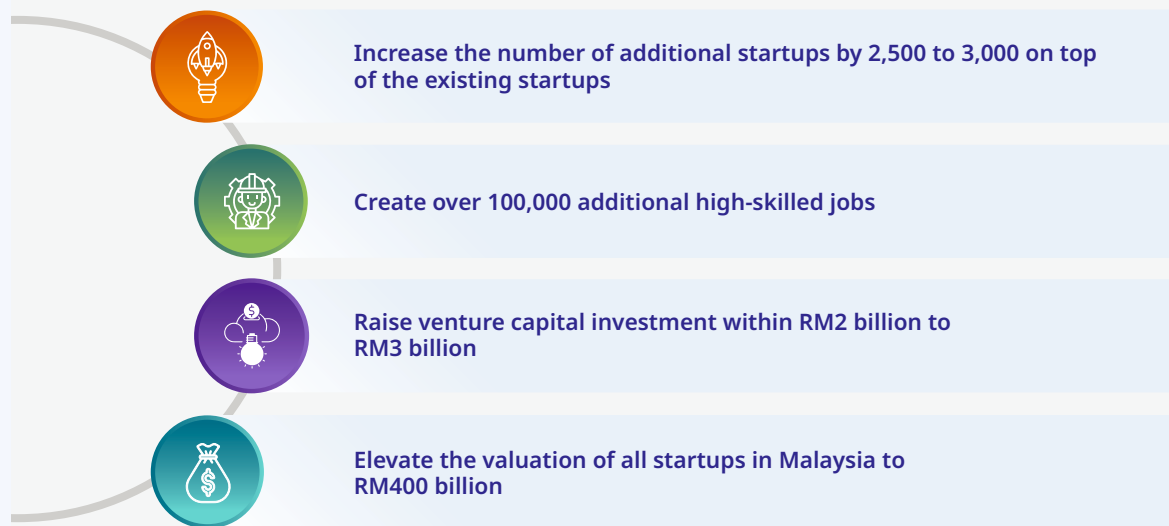 Increase the number of additional startups by 2,500 to 3,000 on top
of the existing startups
Create over 100,000 additional high-skilled jobs
Raise venture capital investment within RM2 billion to
RM3 billion
Elevate the valuation of all startups in Malaysia to
RM400 billion